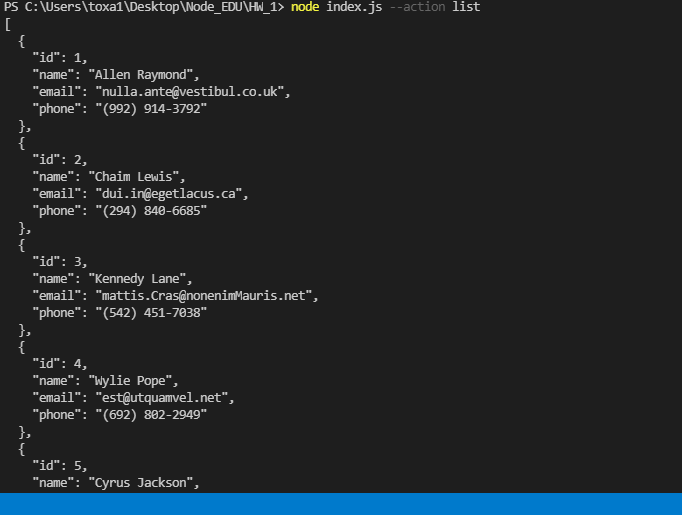 PS C:\Users\toxa1\Desktop\Node_EDU\HW_1> node index.js --action list
[
  {
    "id": 1,
    "name": "Allen Raymond",
    "email": "nulla.ante@vestibul.co.uk",
    "phone": "(992) 914-3792"
  },
  {
    "id": 2,
    "name": "Chaim Lewis",
    "email": "dui.in@egetlacus.ca",
    "phone": "(294) 840-6685"
  },
  {
    "id": 3,
    "name": "Kennedy Lane",
    "email": "mattis.Cras@nonenimMauris.net",
    "phone": "(542) 451-7038"
  },
  {
    "id": 4,
    "name": "Wylie Pope",
    "email": "est@utquamvel.net",
    "phone": "(692) 802-2949"
  },
  {
    "id": 5,
    "name": "Cyrus Jackson",